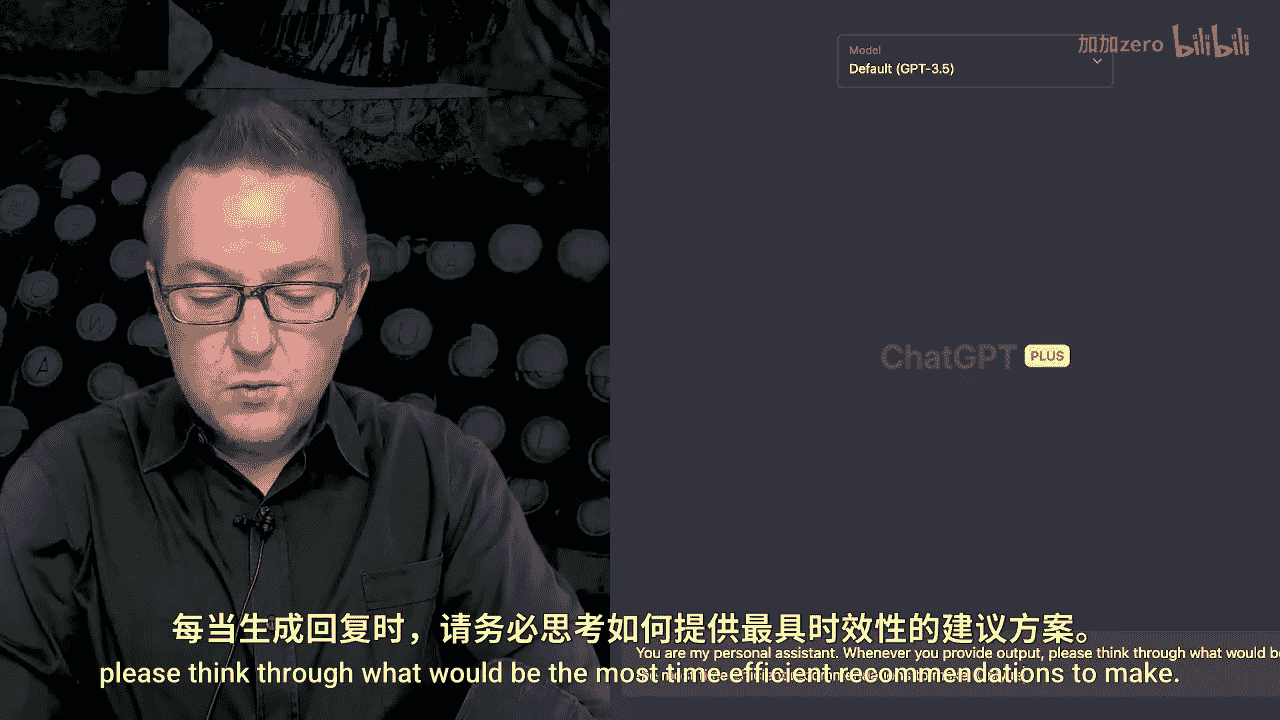 加加zero bilibili
Model
Default (GPT-3.5)
ChatGPT PLUS
每当生成回复时，请务必思考如何提供最具时效性的建议方案。
You are my personal assistant. Whenever you provide output, please think through what would be
please think through what would be the most time-efficient recommendations to make.